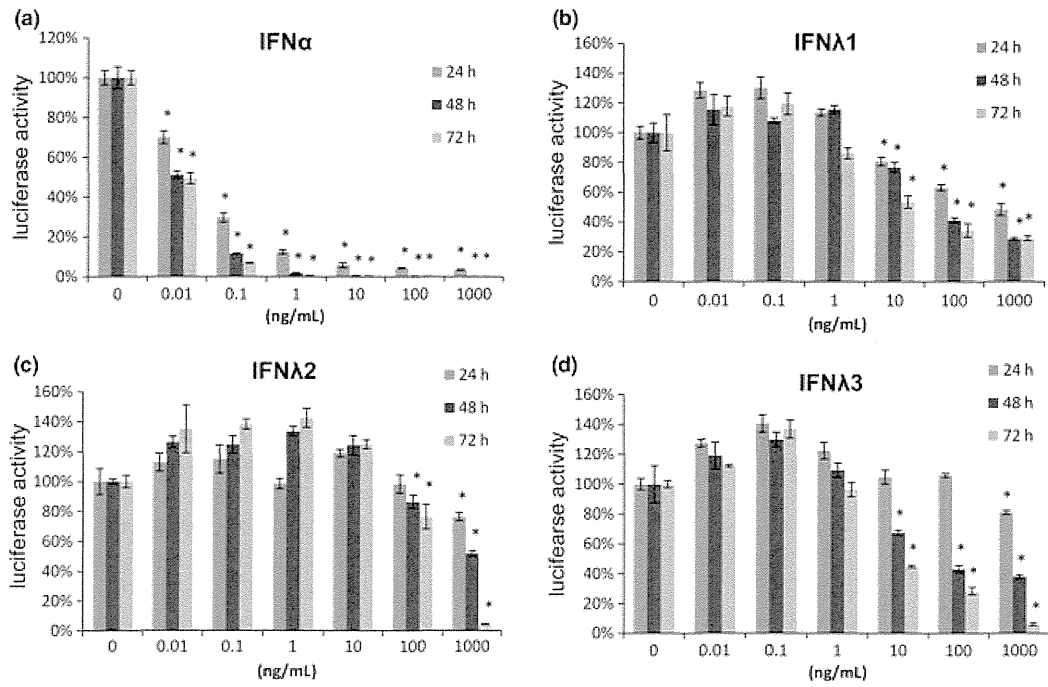 (a)
IFNα
120%
100%
80%
60%
40%
20%
0%
luciferase activity
24 h
48 h
72 h
* * * * * * * * * * * * * * * * * *
0 0.01 0.1 1 10 100 1000
(ng/mL)
(b)
IFNλ1
160%
140%
120%
100%
80%
60%
40%
20%
0%
luciferase activity
24 h
48 h
72 h
* * * * * * * * *
0 0.01 0.1 1 10 100 1000
(ng/mL)
(c)
IFNλ2
160%
140%
120%
100%
80%
60%
40%
20%
0%
luciferase activity
24 h
48 h
72 h
* * * * *
0 0.01 0.1 1 10 100 1000
(ng/mL)
(d)
IFNλ3
160%
140%
120%
100%
80%
60%
40%
20%
0%
lucifearse activity
24 h
48 h
72 h
* * * * * * *
0 0.01 0.1 1 10 100 1000
(ng/mL)